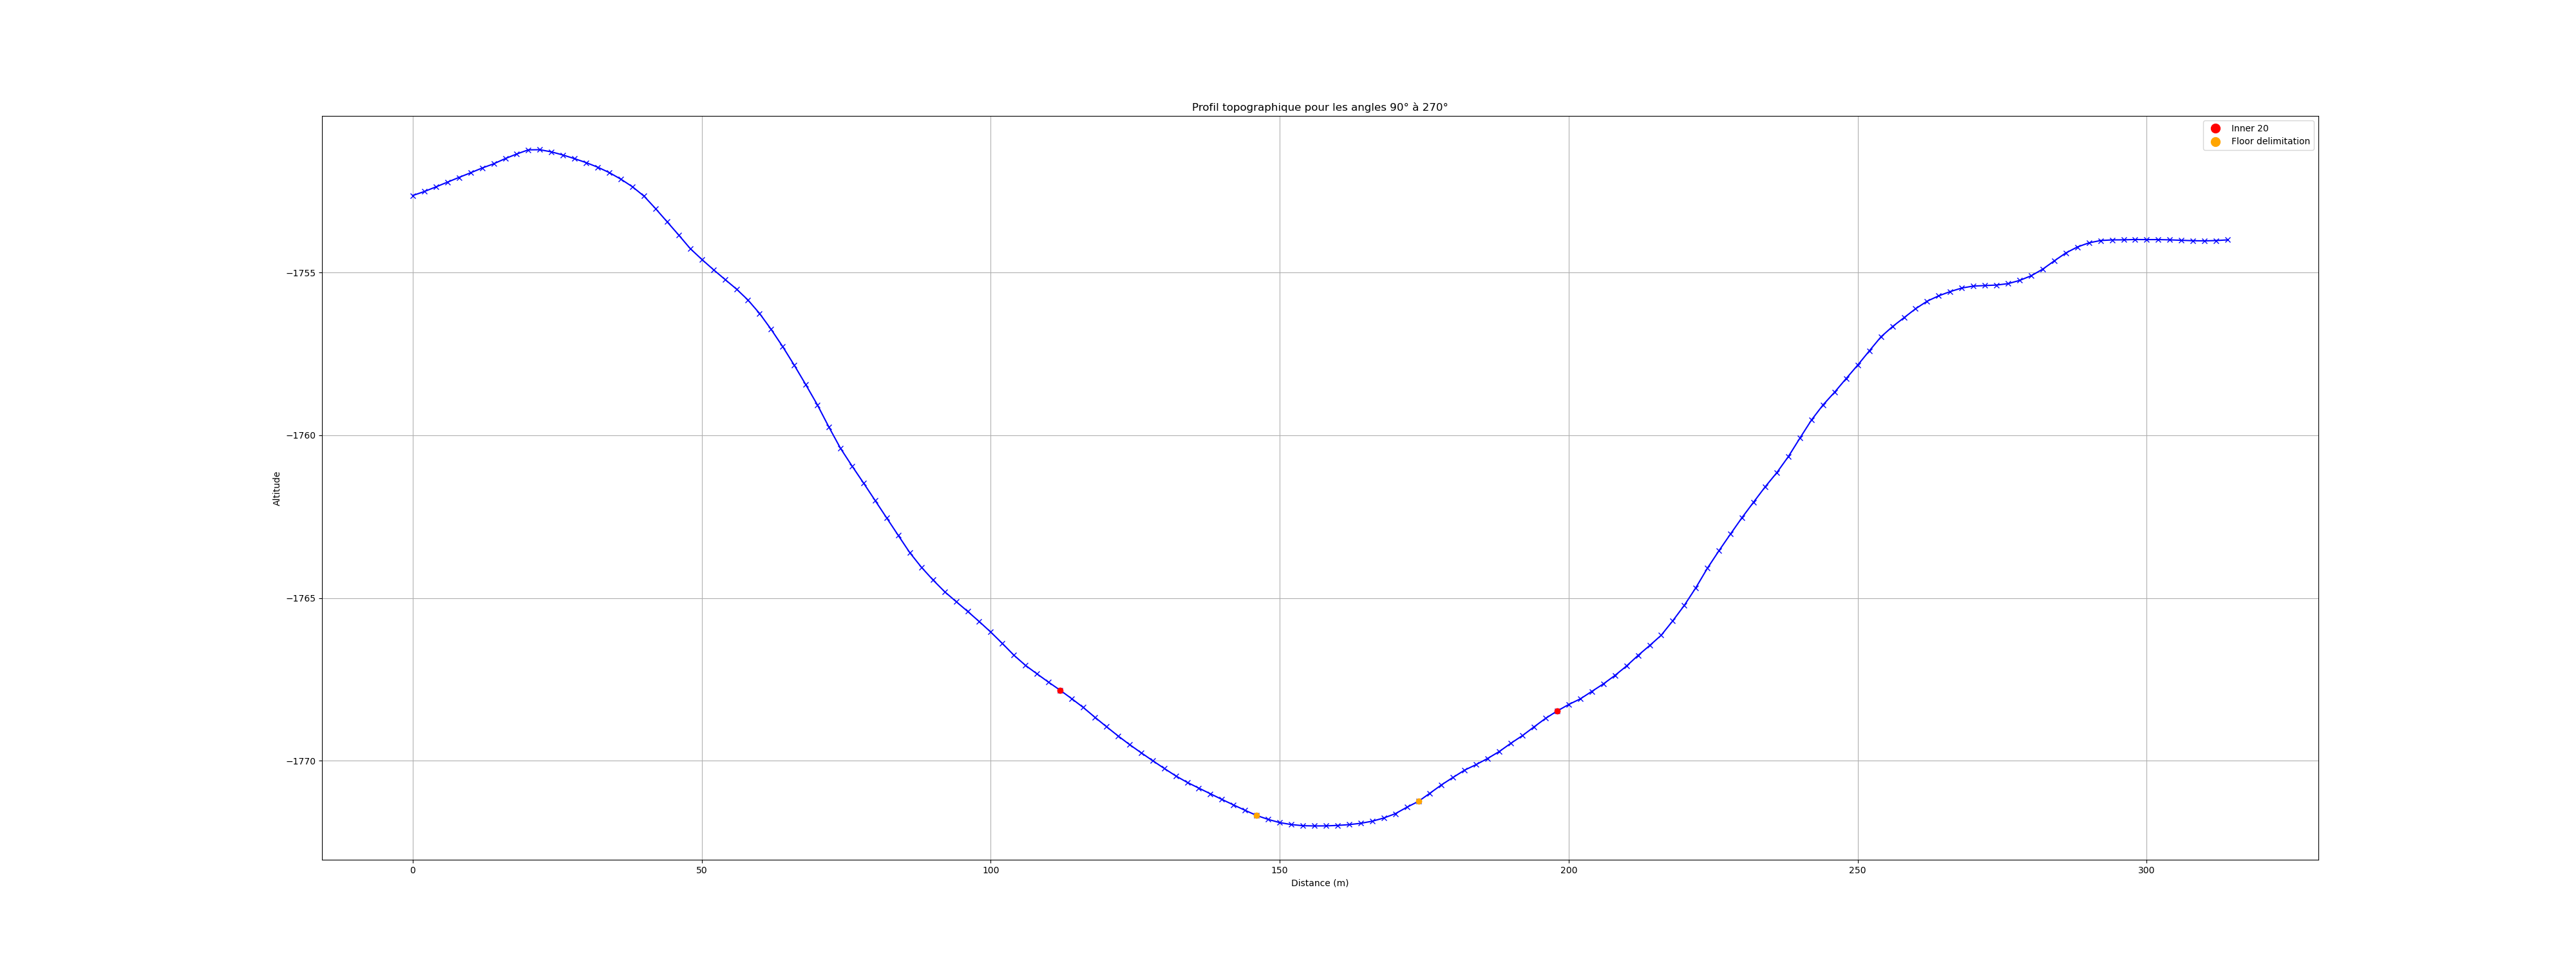 Profil topographique pour les angles 90° à 270°
Inner 20
Floor delimitation
Altitude
−1755
−1760
−1765
−1770
0 50 100 150 200 250 300
Distance (m)